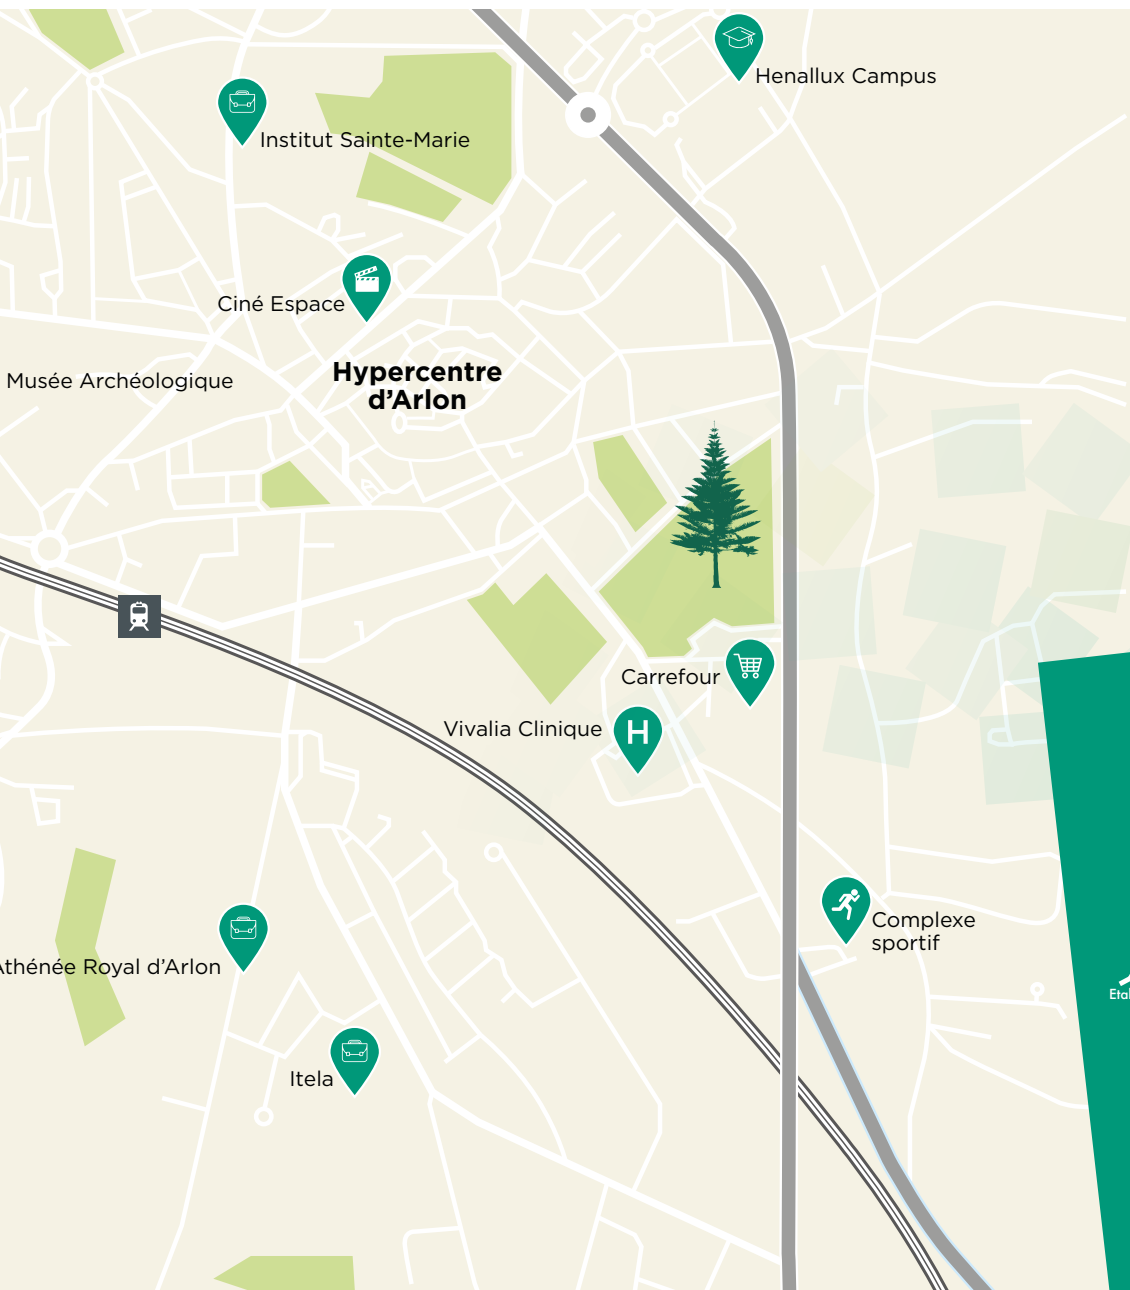 Henallux Campus
Institut Sainte-Marie
Ciné Espace
Hypercentre
d'Arlon
Musée Archéologique
Carrefour
Vivalia Clinique
H
Complexe
sportif
Athénée Royal d'Arlon
Itela